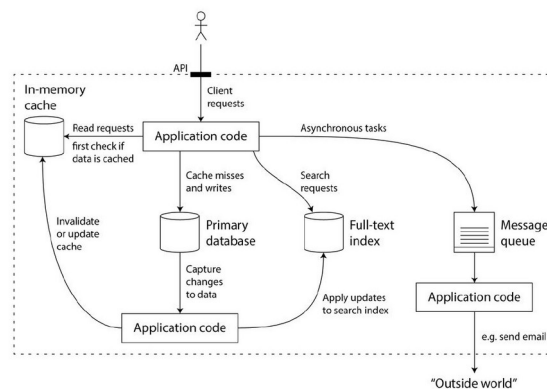 API
Client
requests
In-memory
cache
Read requests
first check if
data is cached
Application code
Asynchronous tasks
Cache misses
and writes
Search
requests
Invalidate
or update
cache
Primary
database
Full-text
index
Message
queue
Capture
changes
to data
Apply updates
to search index
Application code
Application code
e.g. send email
"Outside world"